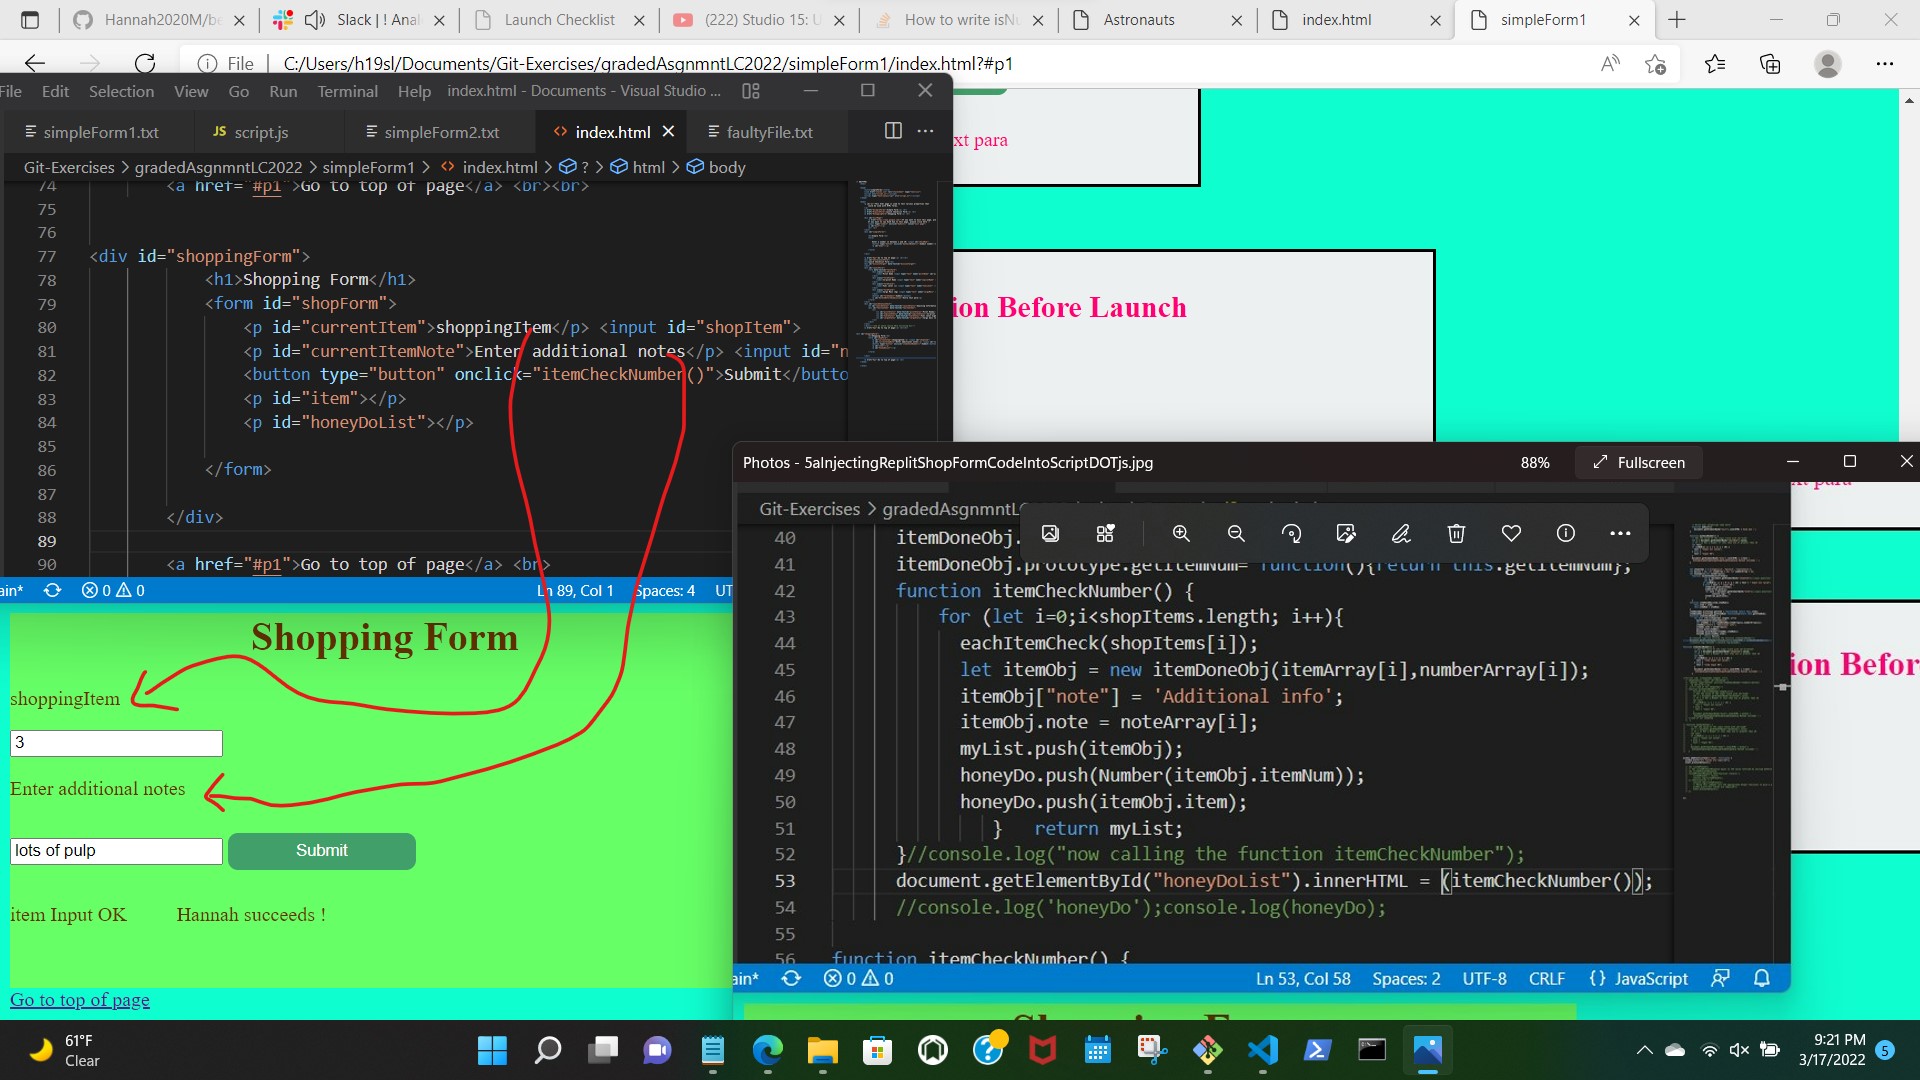 Hannah2020M/be
Slack | ! Anal
Launch Checklist
(222) Studio 15: U
How to write isNu
Astronauts
index.html
simpleForm1
File
C:/Users/h19sl/Documents/Git-Exercises/gradedAsgnmntLC2022/simpleForm1/index.html?#p1
File Edit Selection View Go Run Terminal Help index.html - Documents - Visual Studio ...
simpleForm1.txt
JS script.js
simpleForm2.txt
index.html
faultyFile.txt
Git-Exercises > gradedAsgnmntLC2022 > simpleForm1 > index.html > ? > html > body
74 <a href="#p1">Go to top of page</a> <br><br>
75
76
77 <div id="shoppingForm">
78 <h1>Shopping Form</h1>
79 <form id="shopForm">
80 <p id="currentItem">shoppingItem</p> <input id="shopItem">
81 <p id="currentItemNote">Enter additional notes</p> <input id="n
82 <button type="button" onclick="itemCheckNumber()">Submit</butto
83 <p id="item"></p>
84 <p id="honeyDoList"></p>
85
86 </form>
87
88 </div>
89
90 <a href="#p1">Go to top of page</a> <br>
ain* 0 0 Ln 89, Col 1 Spaces: 4 UT
xt para
ion Before Launch
Shopping Form
shoppingItem
3
Enter additional notes
lots of pulp
Submit
item Input OK Hannah succeeds !
Go to top of page
Photos - 5aInjectingReplitShopFormCodeIntoScriptDOTjs.jpg
88%
Fullscreen
Git-Exercises > gradedAsgnmntL
40 itemDoneObj.
41 itemDoneObj.prototype.getItemNum= function(){return this.getItemNum};
42 function itemCheckNumber() {
43 for (let i=0;i<shopItems.length; i++){
44 eachItemCheck(shopItems[i]);
45 let itemObj = new itemDoneObj(itemArray[i],numberArray[i]);
46 itemObj["note"] = 'Additional info';
47 itemObj.note = noteArray[i];
48 myList.push(itemObj);
49 honeyDo.push(Number(itemObj.itemNum));
50 honeyDo.push(itemObj.item);
51 } return myList;
52 }//console.log("now calling the function itemCheckNumber");
53 document.getElementById("honeyDoList").innerHTML = (itemCheckNumber());
54 //console.log('honeyDo');console.log(honeyDo);
55
56 function itemCheckNumber() {
ain* 0 0 Ln 53, Col 58 Spaces: 2 UTF-8 CRLF {} JavaScript
xt para
ion Befor
Shopping F
61°F
Clear
9:21 PM
3/17/2022
5